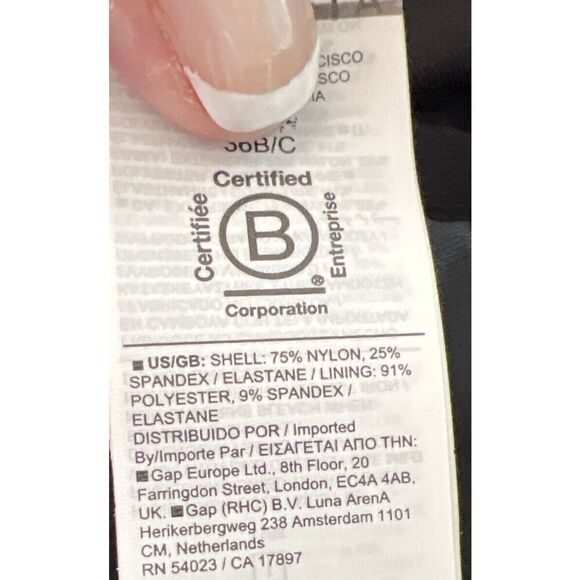 CISCO
SCO
IA
36B/C
Certified
Certifiée
B
Entreprise
®
Corporation
US/GB: SHELL: 75% NYLON, 25%
SPANDEX / ELASTANE / LINING: 91%
POLYESTER, 9% SPANDEX /
ELASTANE
DISTRIBUIDO POR / Imported
By/Importe Par / ΕΙΣΑΓΕΤΑΙ ΑΠΟ ΤΗΝ:
Gap Europe Ltd., 8th Floor, 20
Farringdon Street, London, EC4A 4AB,
UK. Gap (RHC) B.V. Luna ArenA
Herikerbergweg 238 Amsterdam 1101
CM, Netherlands
RN 54023 / CA 17897